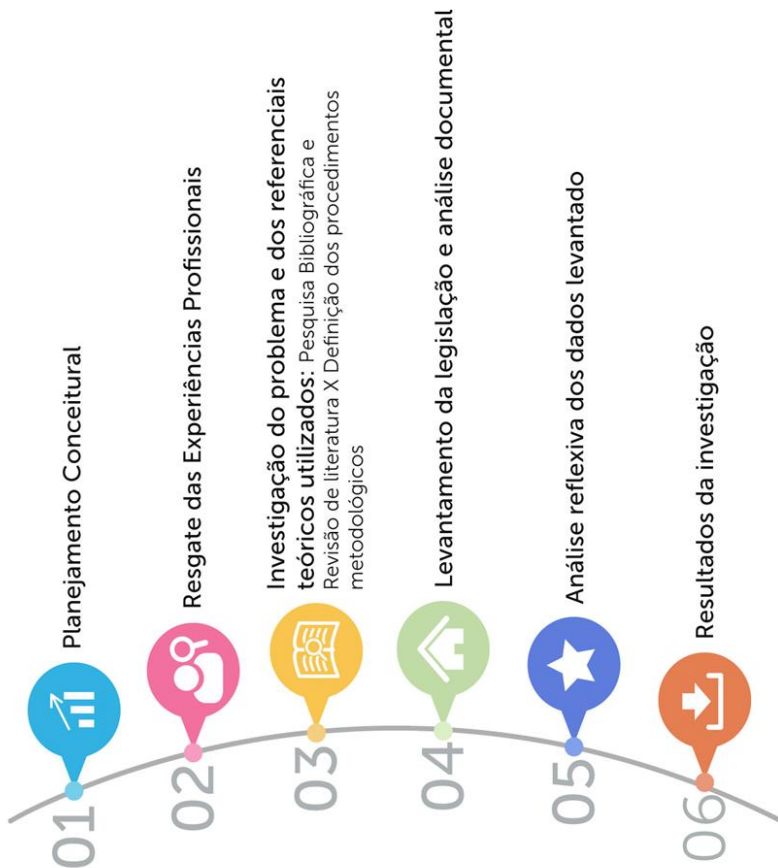 01
Planejamento Conceitural
02
Resgate das Experiências Profissionais
03
Investigação do problema e dos referenciais
teóricos utilizados: Pesquisa Bibliográfica e
Revisão de literatura X Definição dos procedimentos
metodológicos
04
Levantamento da legislação e análise documental
05
Análise reflexiva dos dados levantado
06
Resultados da investigação